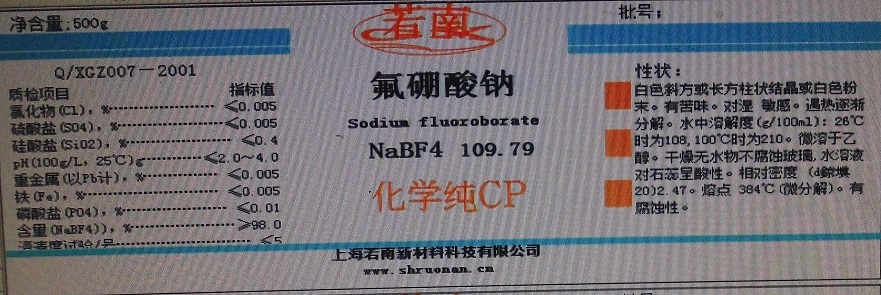 净含量:500g
若南
批号:
Q/XGZ007—2001
质检项目 指标值
氯化物(Cl),% ≤0.005
硫酸盐(SO4),% ≤0.005
硅酸盐(SiO2),% ≤0.4
pH(100g/L,25℃)g ≤2.0~4.0
重金属(以Pb计),% ≤0.005
铁(Fe),% ≤0.005
磷酸盐(PO4),% ≤0.01
含量(NaBF4)),% ≥98.0
澄清度试验/号 ≤5
氟硼酸钠
Sodium fluoroborate
NaBF4 109.79
化学纯CP
性状:
白色斜方或长方柱状结晶或白色粉
末。有苦味。对湿 敏感。遇热逐渐
分解。水中溶解度(g/100ml):26℃
时为108,100℃时为210。微溶于乙
醇。干燥无水物不腐蚀玻璃,水溶液
对石蕊呈酸性。相对密度
20)2.47。熔点 384℃(微分解)。有
腐蚀性。
上海若南新材料科技有限公司
www.shruonan.cn